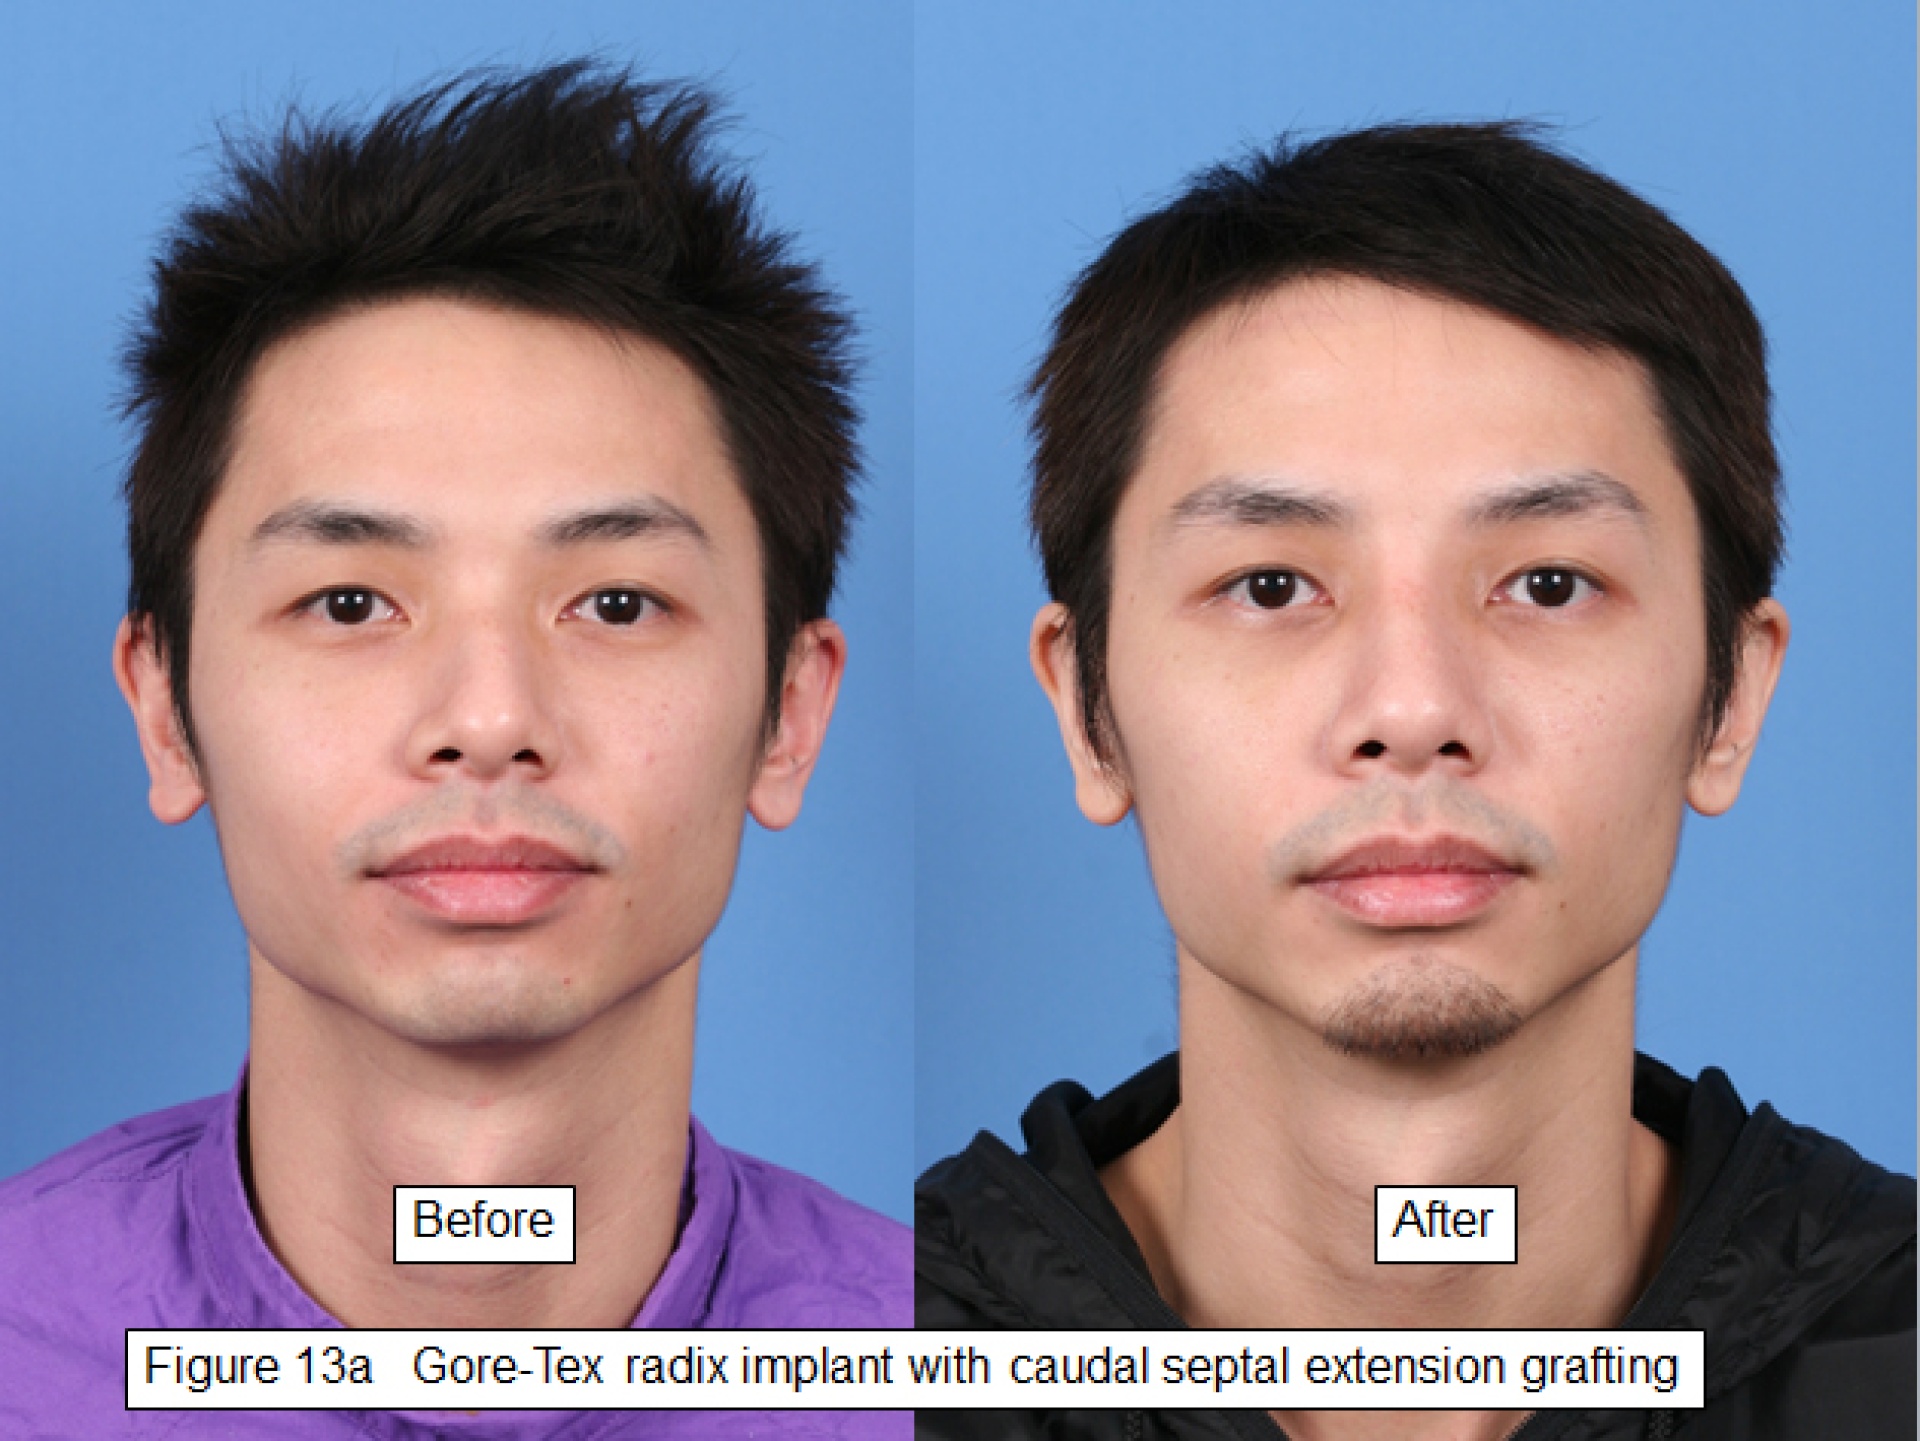 Before
After
Figure 13a Gore-Tex radix implant with caudal septal extension grafting